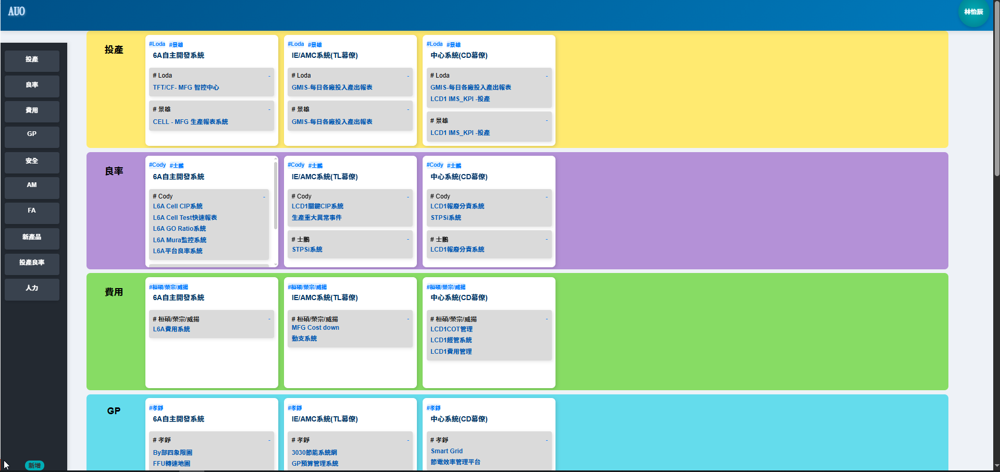 AUO
林怡辰
投產
良率
費用
GP
安全
AM
FA
新產品
投產良率
人力
新增
投產
#Loda #景雄
6A自主開發系統
# Loda -
TFT/CF- MFG 智控中心
# 景雄 -
CELL - MFG 生產報表系統
#Loda #景雄
IE/AMC系統(TL幕僚)
# Loda -
GMIS-每日各廠投入產出報表
# 景雄 -
GMIS-每日各廠投入產出報表
#Loda #景雄
中心系統(CD幕僚)
# Loda -
GMIS-每日各廠投入產出報表
LCD1 IMS_KPI -投產
# 景雄 -
LCD1 IMS_KPI -投產
良率
#Cody #士鵬
6A自主開發系統
# Cody -
L6A Cell CIP系統
L6A Cell Test快速報表
L6A GO Ratio系統
L6A Mura監控系統
L6A平台良率系統
#Cody #士鵬
IE/AMC系統(TL幕僚)
# Cody -
LCD1關鍵CIP系統
生產重大異常事件
# 士鵬 -
STPSi系統
#Cody #士鵬
中心系統(CD幕僚)
# Cody -
LCD1報廢分責系統
STPSi系統
# 士鵬 -
LCD1報廢分責系統
費用
#桓碩/榮宗/威揚
6A自主開發系統
# 桓碩/榮宗/威揚 -
L6A費用系統
#桓碩/榮宗/威揚
IE/AMC系統(TL幕僚)
# 桓碩/榮宗/威揚 -
MFG Cost down
動支系統
#桓碩/榮宗/威揚
中心系統(CD幕僚)
# 桓碩/榮宗/威揚 -
LCD1COT管理
LCD1經管系統
LCD1費用管理
GP
#孝錚
6A自主開發系統
# 孝錚 -
By部四象限圖
FFU轉速地圖
#孝錚
IE/AMC系統(TL幕僚)
# 孝錚 -
3030節能系統網
GP預算管理系統
#孝錚
中心系統(CD幕僚)
# 孝錚 -
Smart Grid
節電效率管理平台